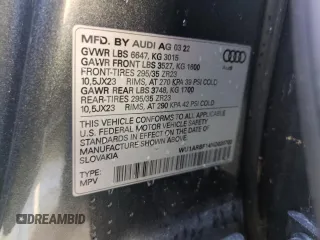 MFD. BY AUDI AG 03 22
GVWR LBS 6647, KG 3015
GAWR FRONT LBS 3527, KG 1600
FRONT-TIRES 295/35 ZR23
10,5JX23 RIMS, AT 270 KPA 39 PSI COLD
GAWR REAR LBS 3748, KG 1700
REAR-TIRES 295/35 ZR23
10,5JX23 RIMS, AT 290 KPA 42 PSI COLD
THIS VEHICLE CONFORMS TO ALL APPLICABLE
U.S. FEDERAL MOTOR VEHICLE SAFETY STANDARDS
IN EFFECT ON THE DATE OF MANUFACTURE
SHOWN ABOVE.
SLOVAKIA
TYPE:
MPV
DREAMBID